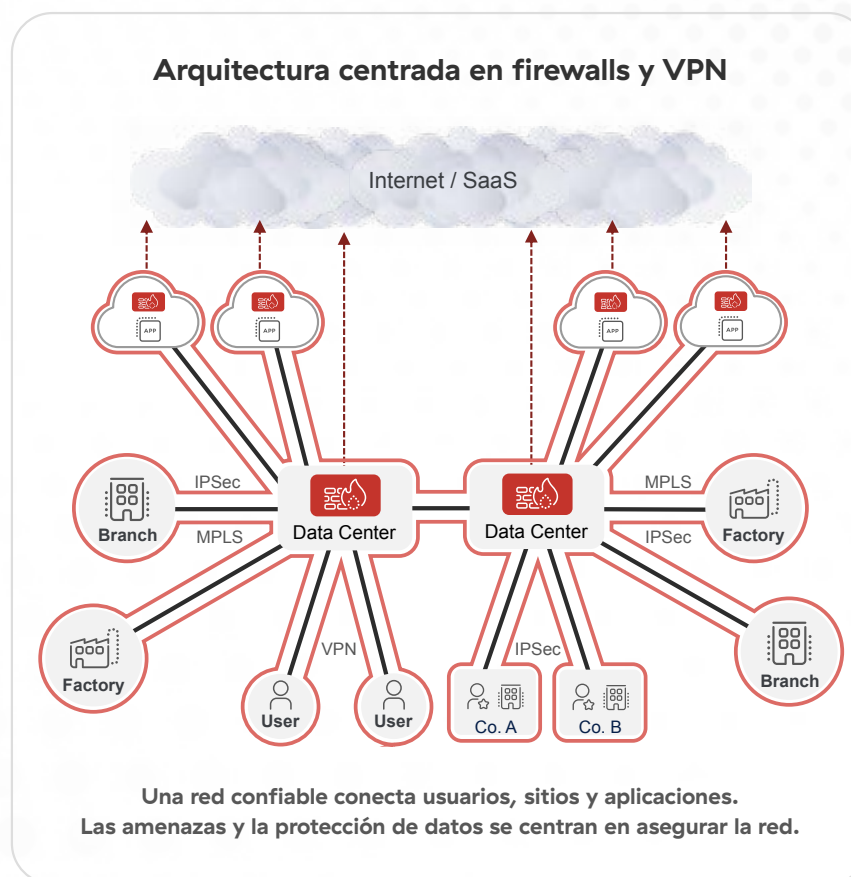 Arquitectura centrada en firewalls y VPN
Internet / SaaS
APP
APP
APP
APP
IPSec
MPLS
Branch
MPLS
Data Center
Data Center
IPSec
Factory
Factory
VPN
User
User
IPSec
Co. A
Co. B
Branch
Una red confiable conecta usuarios, sitios y aplicaciones.
Las amenazas y la protección de datos se centran en asegurar la red.